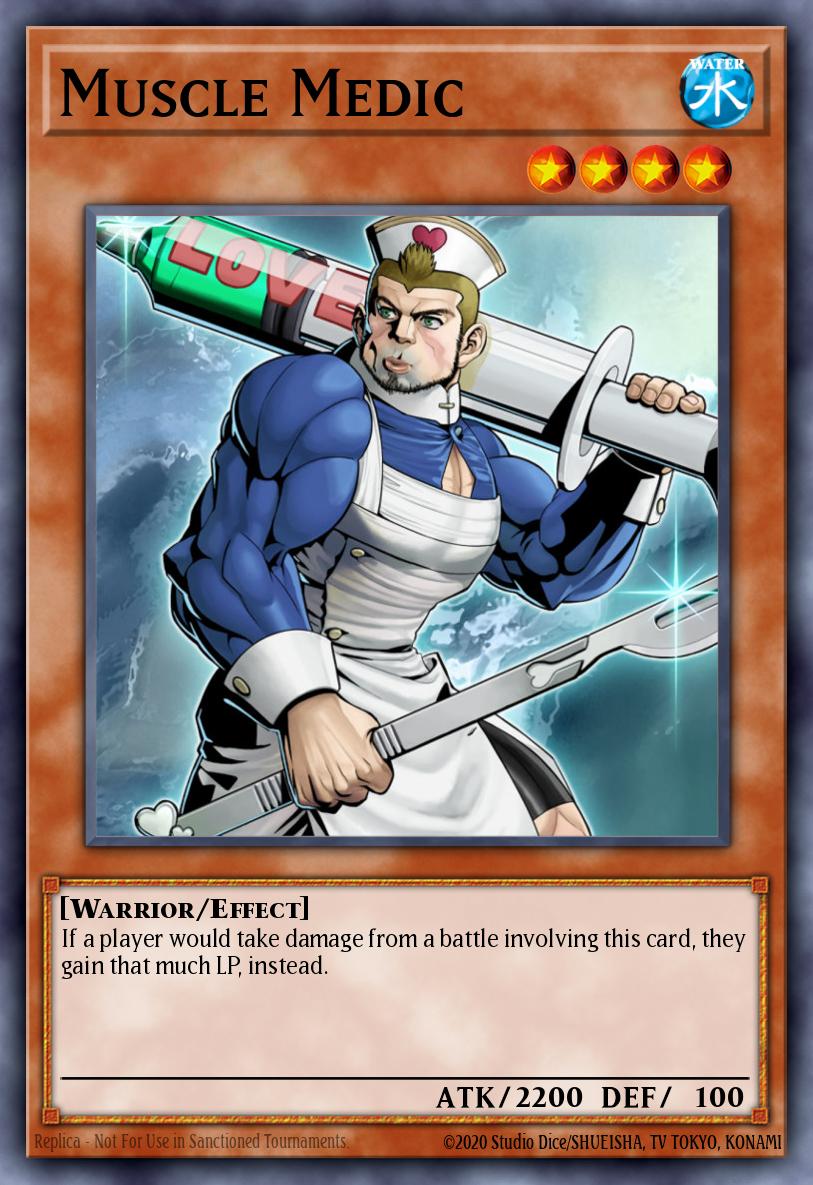 Muscle Medic
WATER
水
LOVE
[Warrior/Effect]
If a player would take damage from a battle involving this card, they
gain that much LP, instead.
ATK/2200 DEF/ 100
Replica - Not For Use in Sanctioned Tournaments.
©2020 Studio Dice/SHUEISHA, TV TOKYO, KONAMI